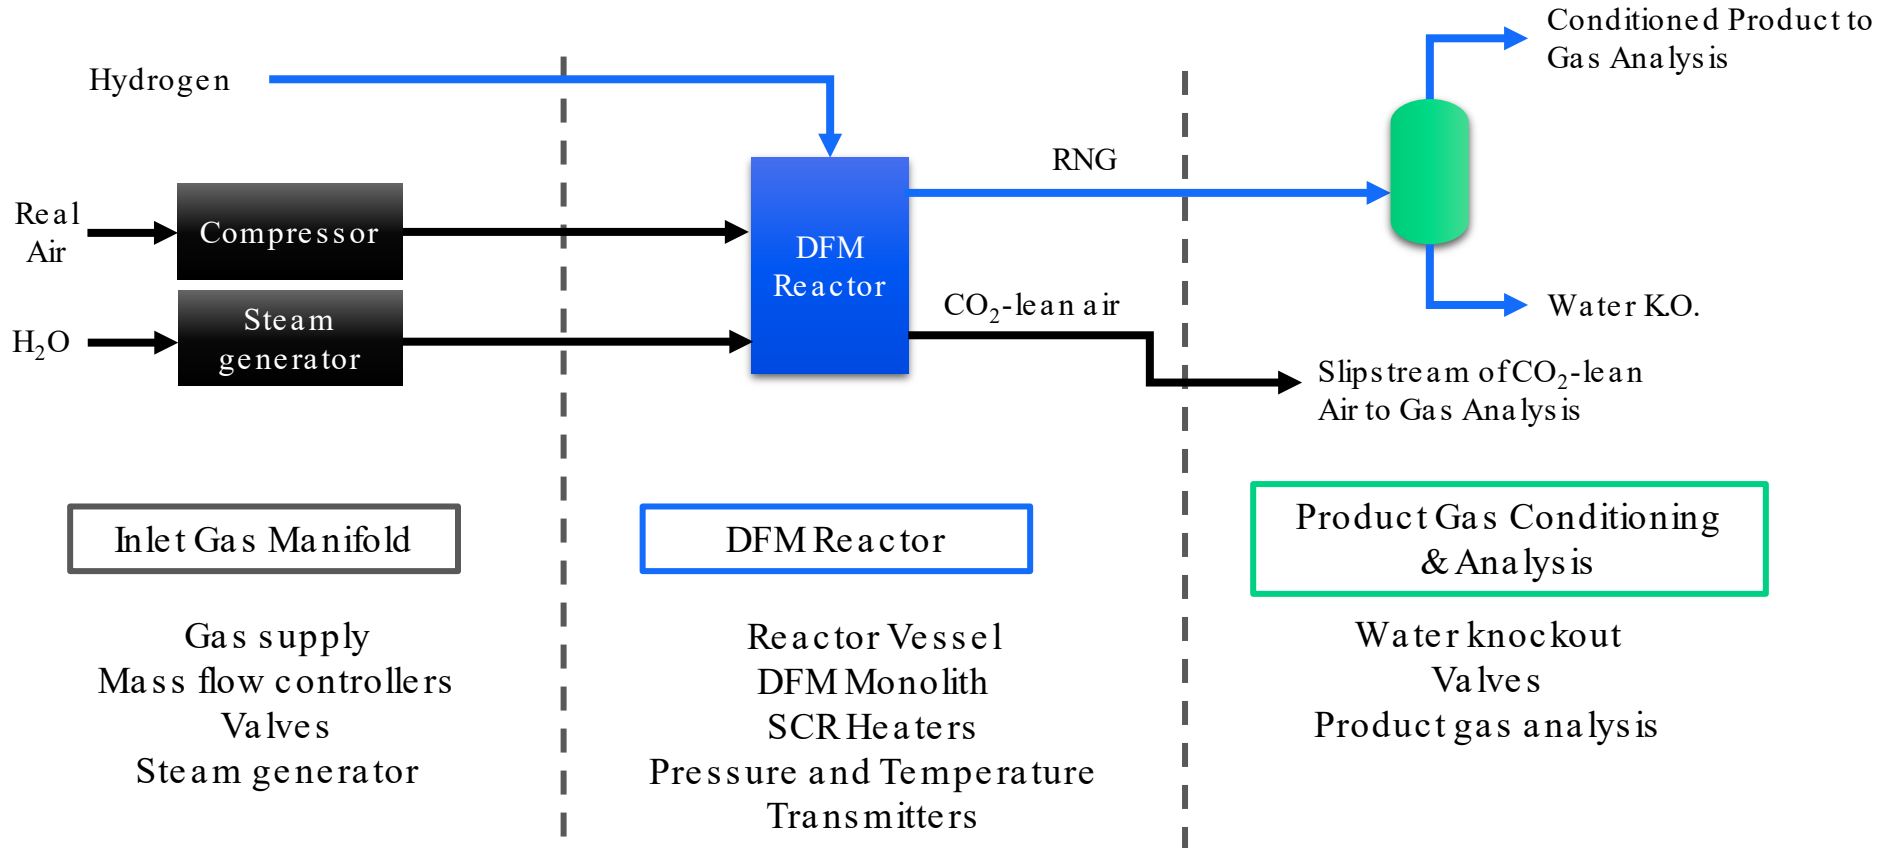 Hydrogen
Real
Air
Compressor
H₂O
Steam
generator
DFM
Reactor
RNG
CO₂-lean air
Conditioned Product to
Gas Analysis
Water K.O.
Slipstream of CO₂-lean
Air to Gas Analysis
Inlet Gas Manifold
Gas supply
Mass flow controllers
Valves
Steam generator
DFM Reactor
Reactor Vessel
DFM Monolith
SCR Heaters
Pressure and Temperature
Transmitters
Product Gas Conditioning
& Analysis
Water knockout
Valves
Product gas analysis